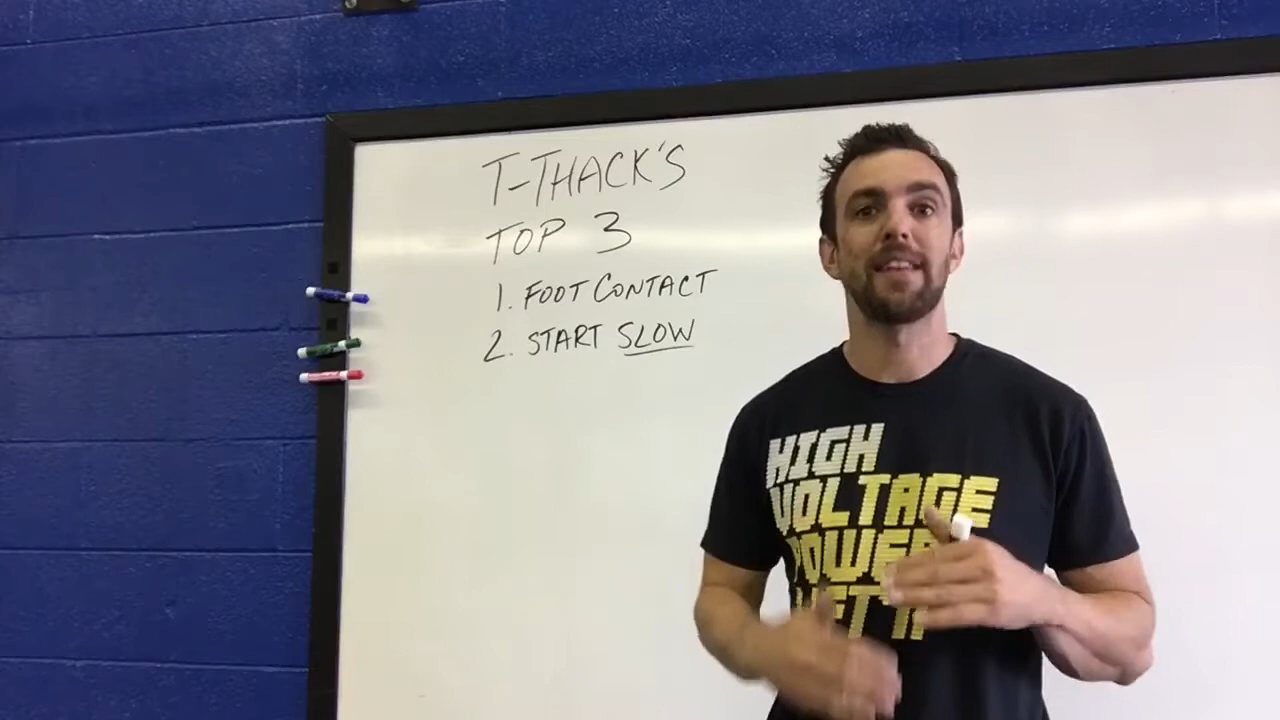 T-THACK'S
TOP 3
1. FOOT CONTACT
2. START SLOW
HIGH
VOLTAGE